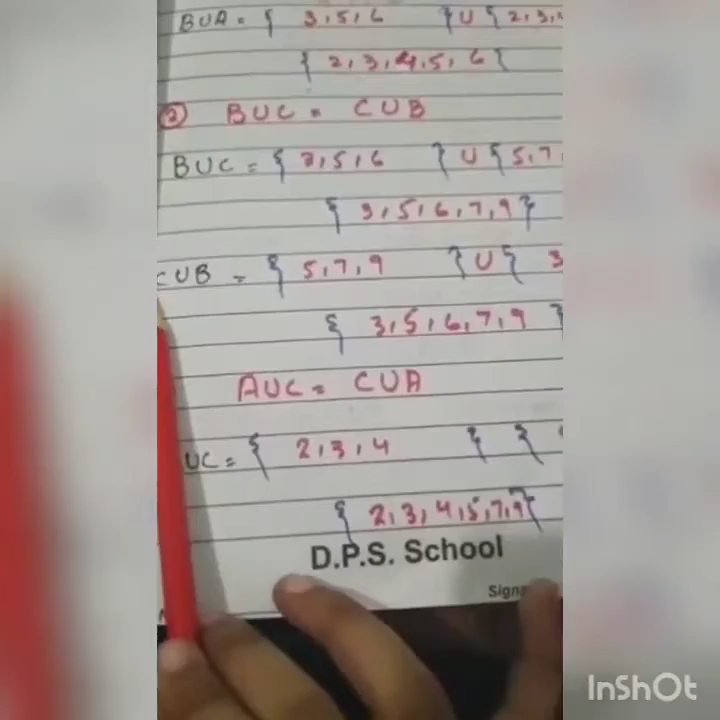 BUA = { 3,5,6 } U { 2,3,
{ 2,3,4,5,6 }
② BUC = CUB
BUC = { 3,5,6 } U { 5,7
{ 3,5,6,7,9 }
CUB = { 5,7,9 } U { 3
{ 3,5,6,7,9 }
AUC = CUA
UC = { 2,3,4 } {
{ 2,3,4,5,7,9 }
D.P.S. School
InShOt